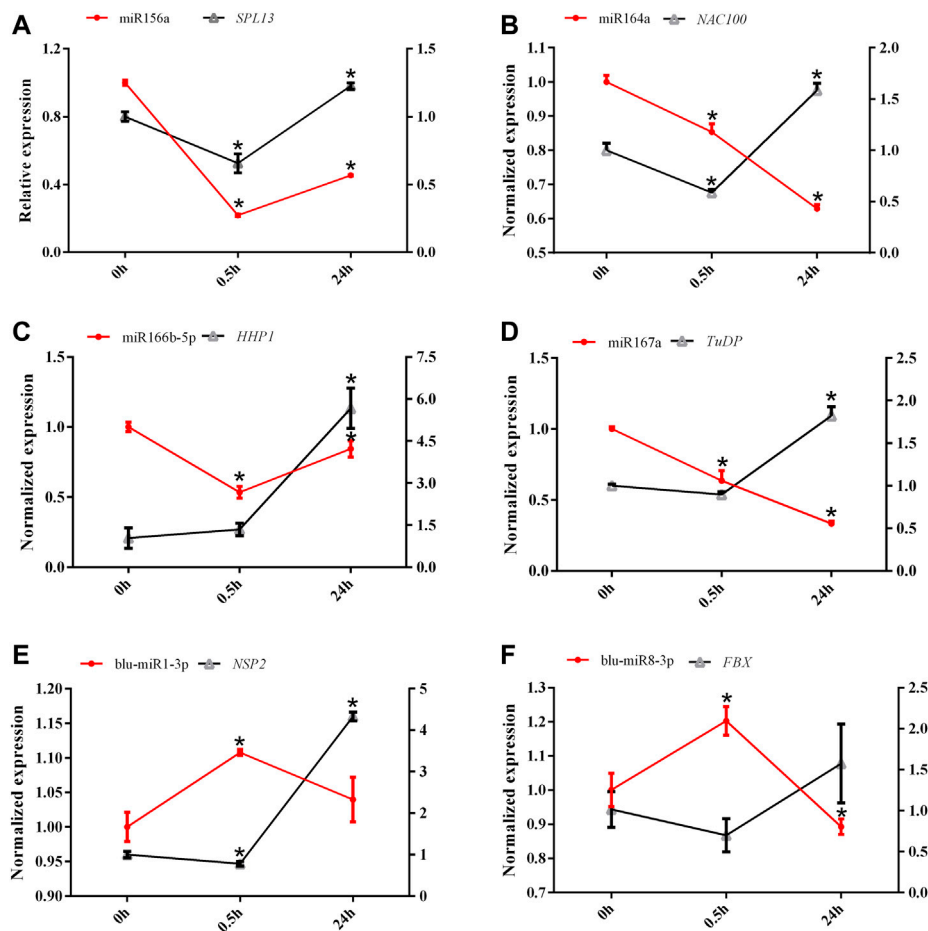 A
miR156a SPL13
Relative expression
1.2
0.8
0.4
0.0
1.5
1.0
0.5
0.0
* * * *
0h 0.5h 24h
B
miR164a NAC100
Normalized expression
1.1
1.0
0.9
0.8
0.7
0.6
0.5
2.0
1.5
1.0
0.5
0.0
* * * *
0h 0.5h 24h
C
miR166b-5p HHP1
Normalized expression
1.5
1.0
0.5
0.0
7.5
6.0
4.5
3.0
1.5
0.0
* * *
0h 0.5h 24h
D
miR167a TuDP
Normalized expression
1.5
1.0
0.5
0.0
2.5
2.0
1.5
1.0
0.5
0.0
* * *
0h 0.5h 24h
E
blu-miR1-3p NSP2
Normalized expression
1.20
1.15
1.10
1.05
1.00
0.95
0.90
5
4
3
2
1
0
* * *
0h 0.5h 24h
F
blu-miR8-3p FBX
Normalized expression
1.3
1.2
1.1
1.0
0.9
0.8
0.7
2.5
2.0
1.5
1.0
0.5
0.0
* *
0h 0.5h 24h